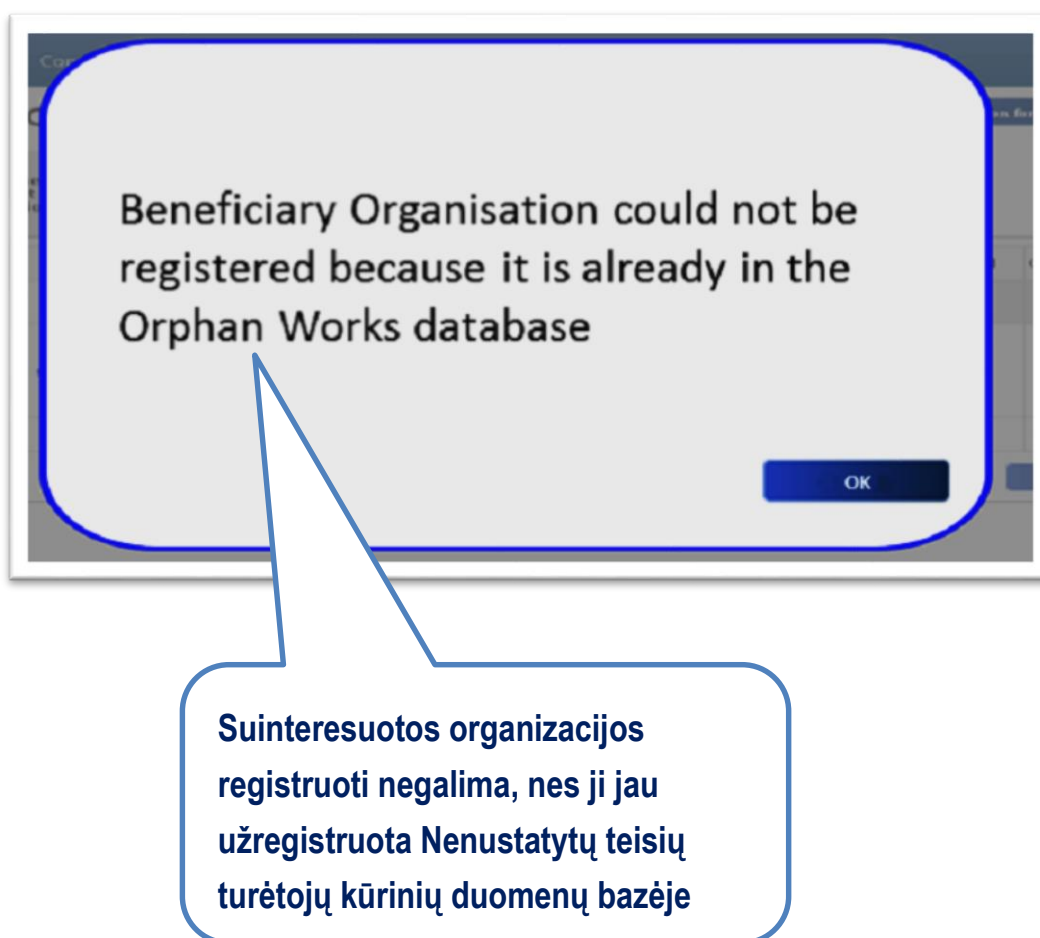 Beneficiary Organisation could not be
registered because it is already in the
Orphan Works database
OK
Suinteresuotos organizacijos
registruoti negalima, nes ji jau
užregistruota Nenustatytų teisių
turėtojų kūrinių duomenų bazėje